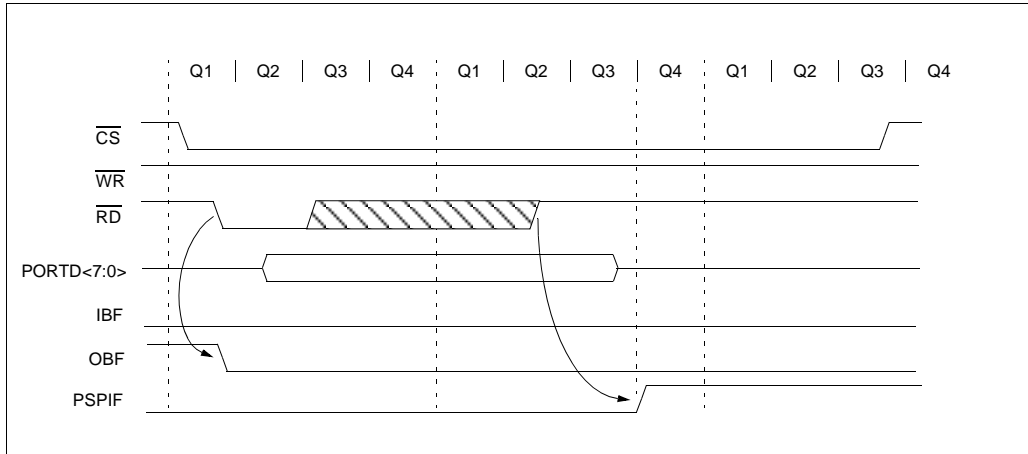 Q1 Q2 Q3 Q4 Q1 Q2 Q3 Q4 Q1 Q2 Q3 Q4
CS
WR
RD
PORTD<7:0>
IBF
OBF
PSPIF